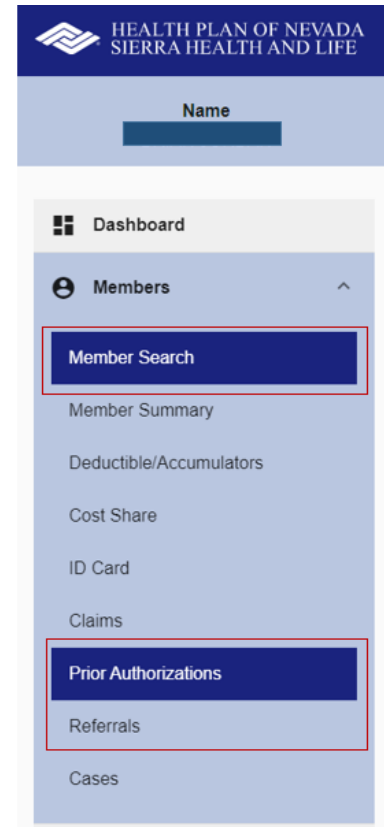 HEALTH PLAN OF NEVADA
SIERRA HEALTH AND LIFE
Name
Dashboard
Members
Member Search
Member Summary
Deductible/Accumulators
Cost Share
ID Card
Claims
Prior Authorizations
Referrals
Cases